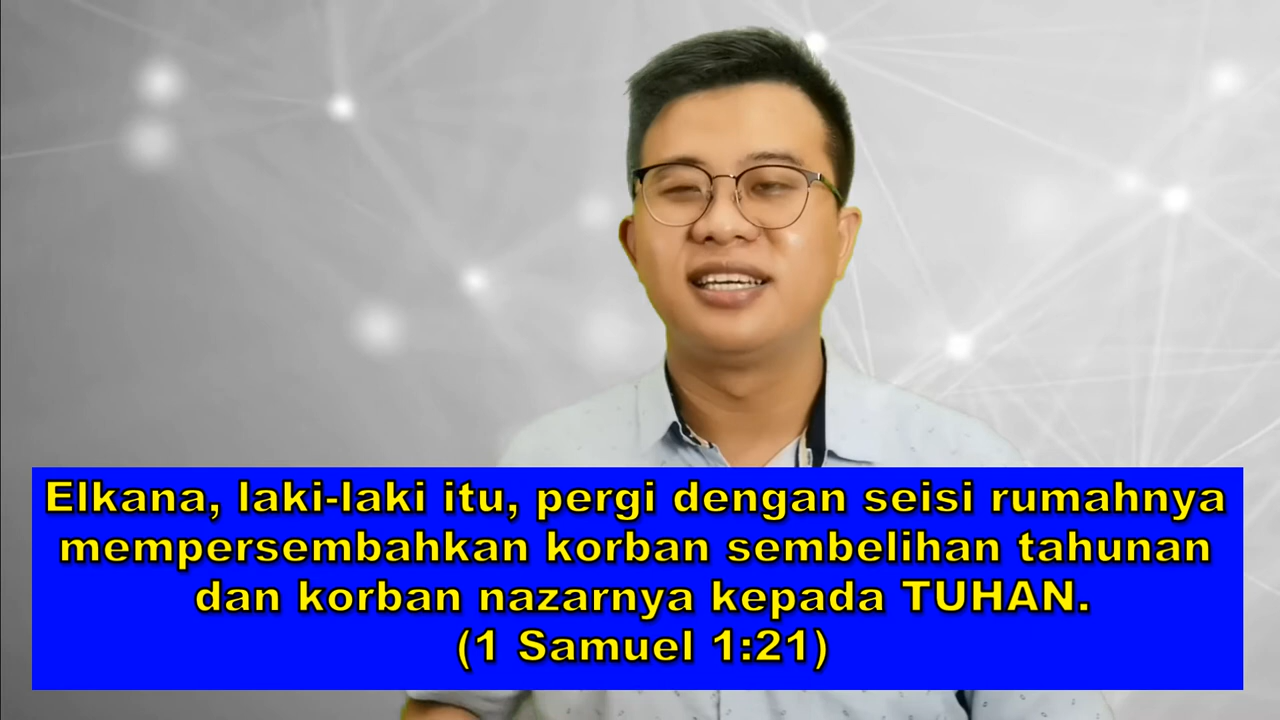 Elkana, laki-laki itu, pergi dengan seisi rumahnya
mempersembahkan korban sembelihan tahunan
dan korban nazarnya kepada TUHAN.
(1 Samuel 1:21)